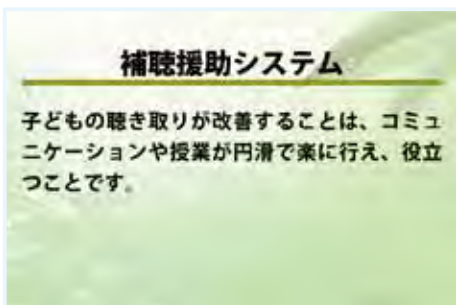 補聴援助システム
子どもの聴き取りが改善することは、コミュ
ニケーションや授業が円滑で楽に行え、役立
つことです。